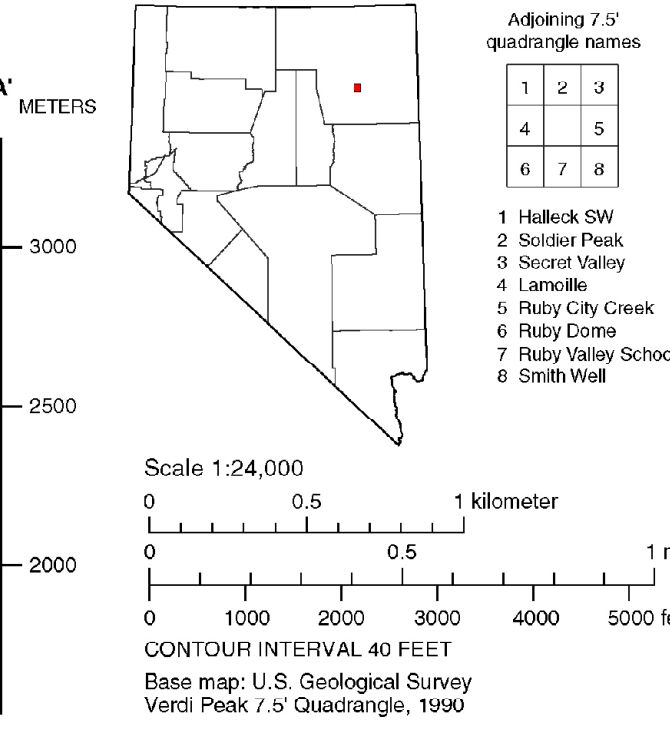 A'
METERS
3000
2500
2000
Adjoining 7.5'
quadrangle names
1 2 3
4 5
6 7 8
1 Halleck SW
2 Soldier Peak
3 Secret Valley
4 Lamoille
5 Ruby City Creek
6 Ruby Dome
7 Ruby Valley Schoo
8 Smith Well
Scale 1:24,000
0 0.5 1 kilometer
0 0.5 1 m
0 1000 2000 3000 4000 5000 fe
CONTOUR INTERVAL 40 FEET
Base map: U.S. Geological Survey
Verdi Peak 7.5' Quadrangle, 1990